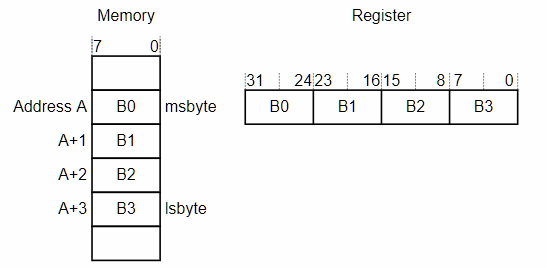 Memory
Register
7 0
31 24 23 16 15 8 7 0
Address A B0 msbyte
B0 B1 B2 B3
A+1 B1
A+2 B2
A+3 B3 lsbyte